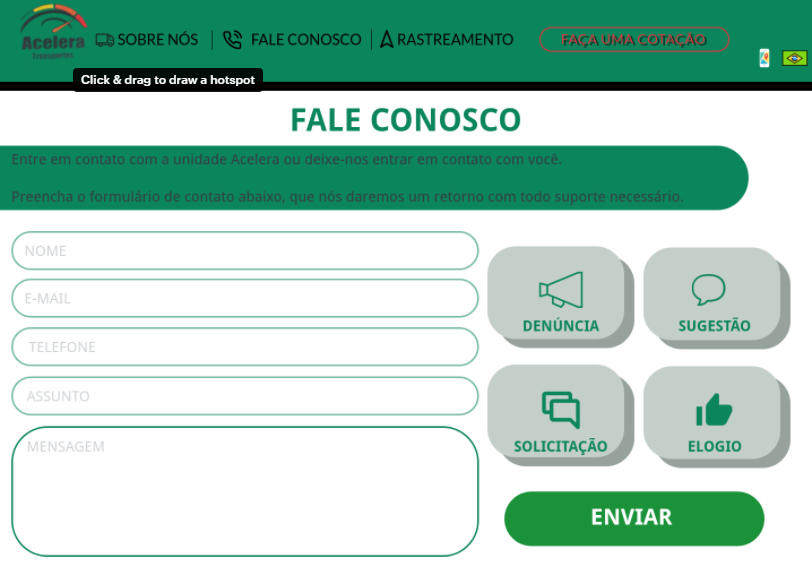 Acelera
Transportes
SOBRE NÓS
FALE CONOSCO
RASTREAMENTO
FAÇA UMA COTAÇÃO
Click & drag to draw a hotspot
FALE CONOSCO
Entre em contato com a unidade Acelera ou deixe-nos entrar em contato com você.
Preencha o formulário de contato abaixo, que nós daremos um retorno com todo suporte necessário.
NOME
E-MAIL
TELEFONE
ASSUNTO
MENSAGEM
DENÚNCIA
SUGESTÃO
SOLICITAÇÃO
ELOGIO
ENVIAR